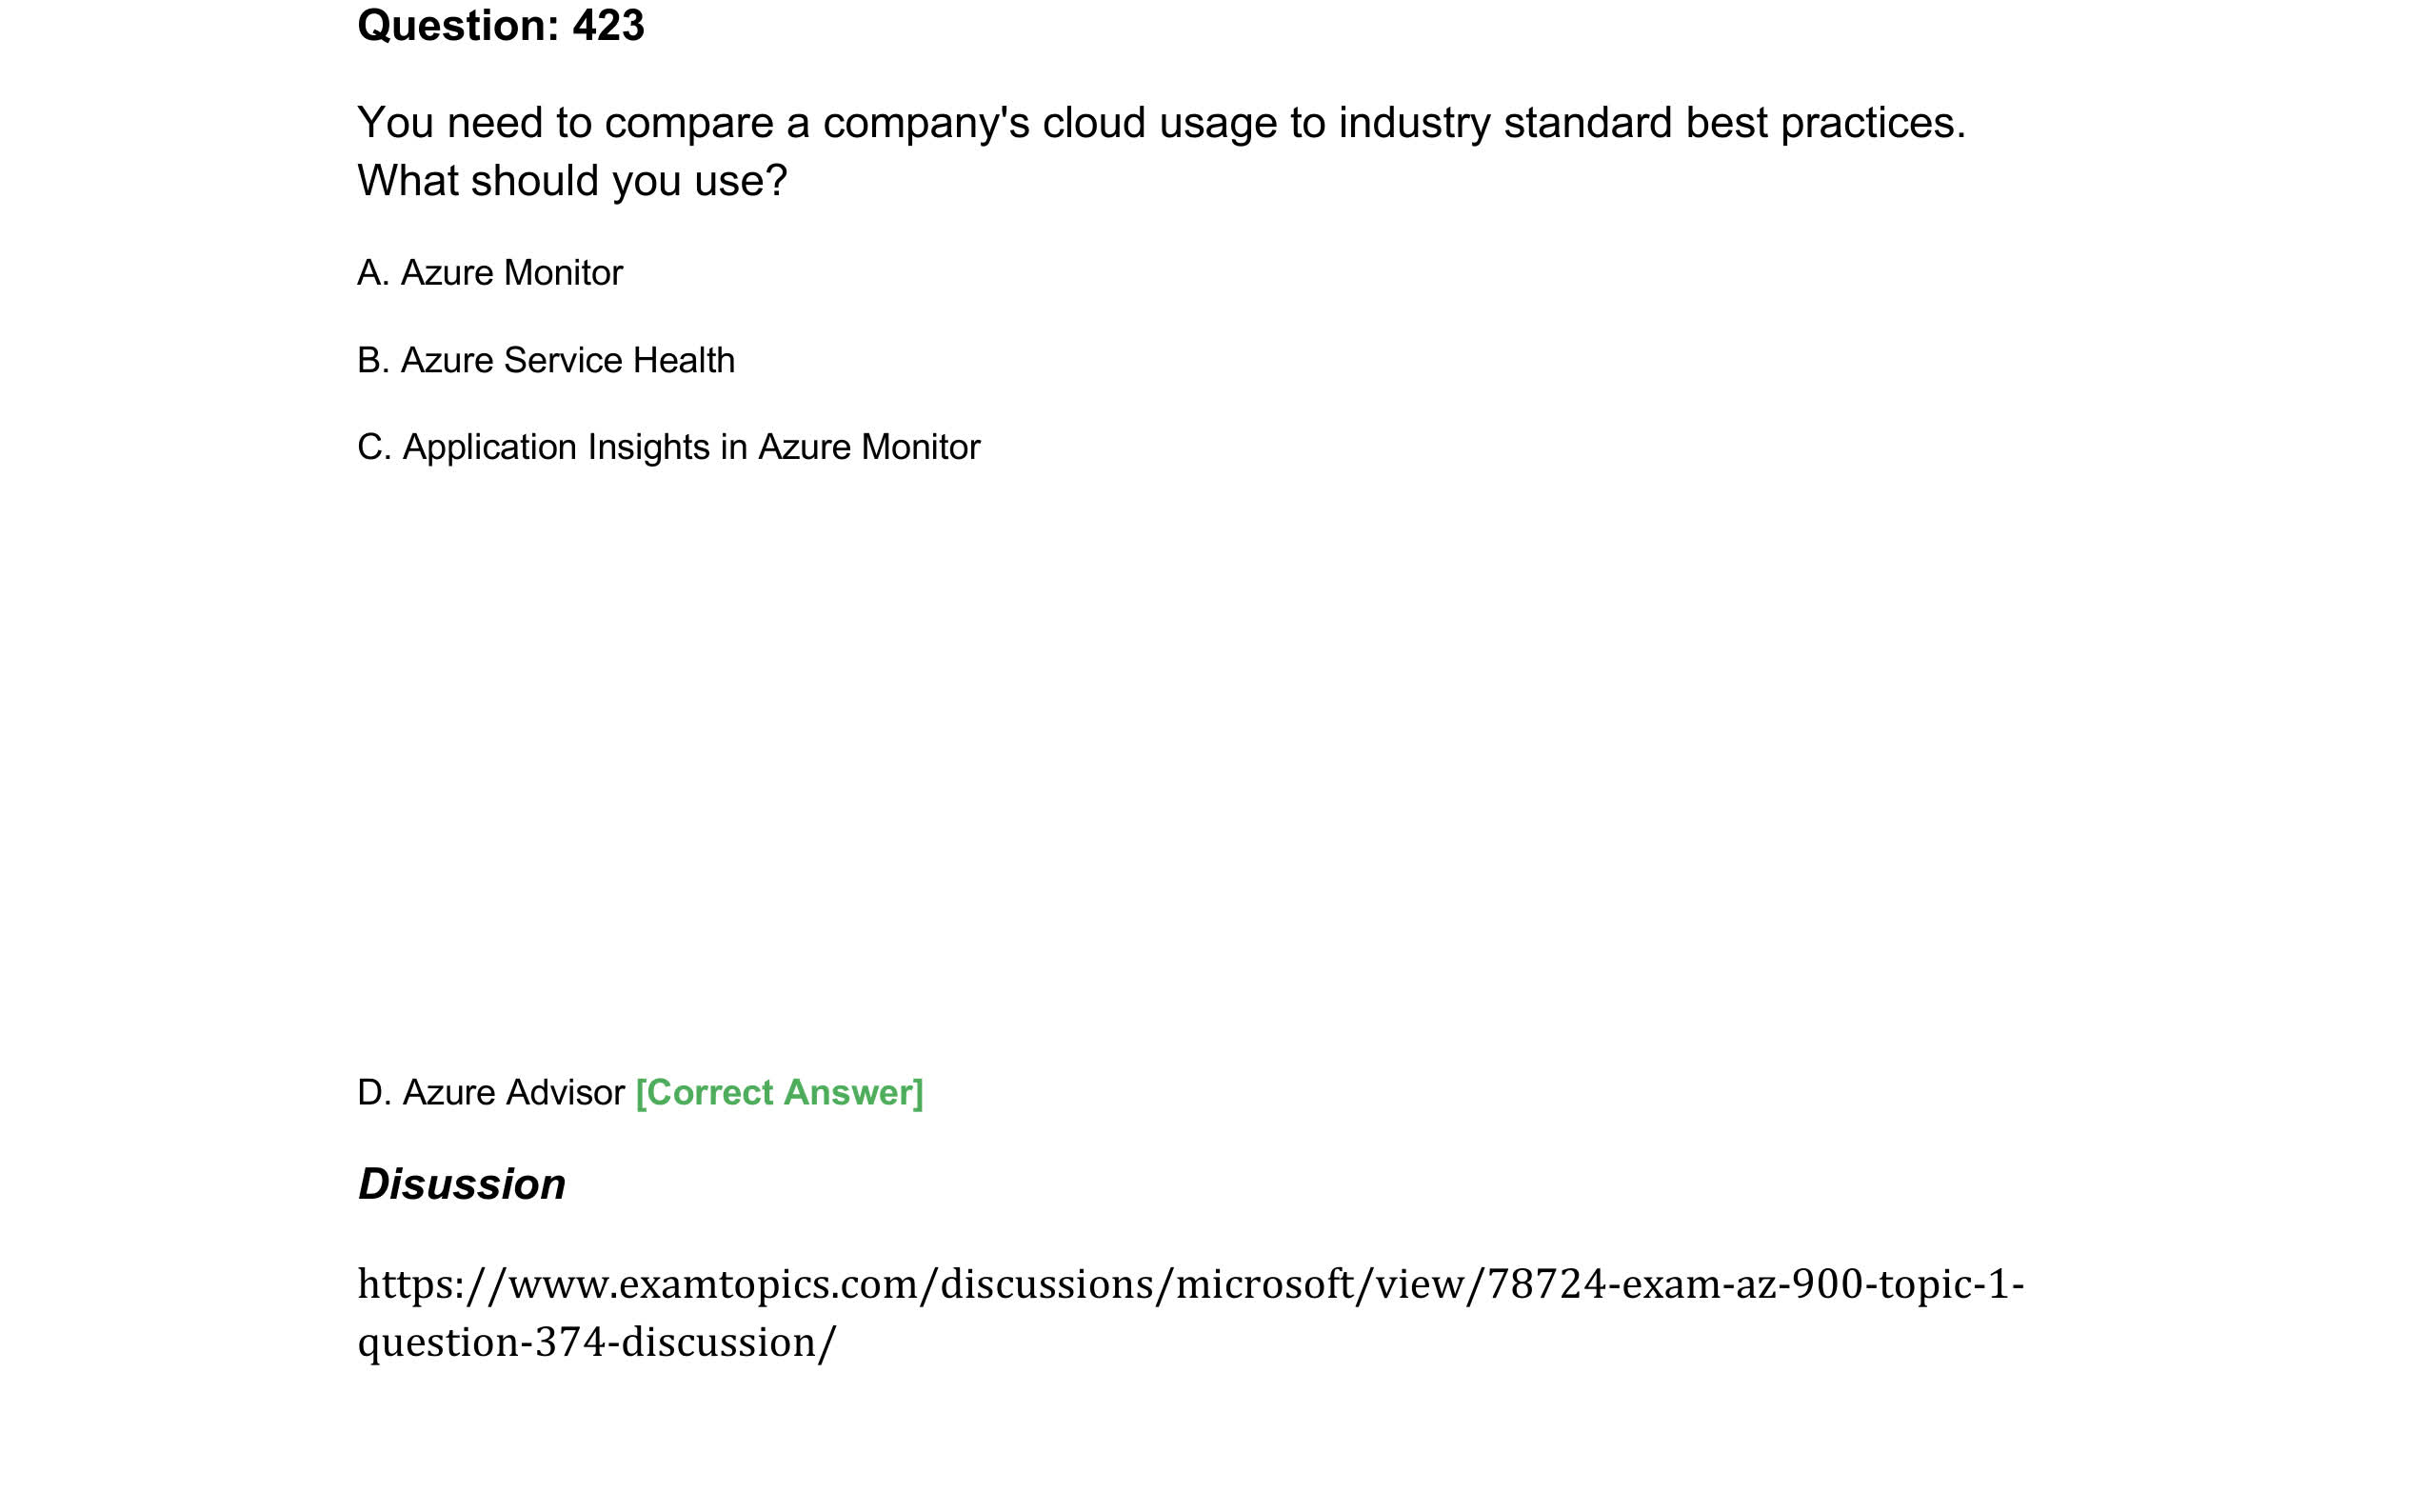 Question: 423
You need to compare a company's cloud usage to industry standard best practices.
What should you use?
A. Azure Monitor
B. Azure Service Health
C. Application Insights in Azure Monitor
D. Azure Advisor [Correct Answer]
Disussion
https://www.examtopics.com/discussions/microsoft/view/78724-exam-az-900-topic-1-
question-374-discussion/